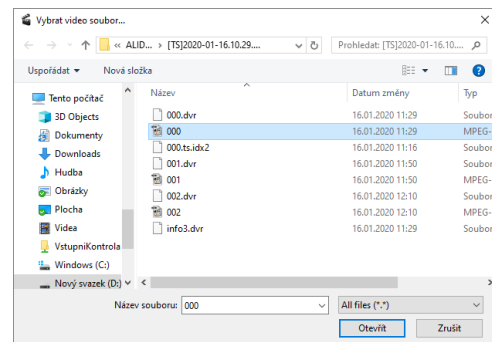 Vybrat video soubor...
« ALID... > [TS]2020-01-16.10.29.... Prohledat: [TS]2020-01-16.10-...
Uspořádat Nová složka
Název Datum změny Typ
Tento počítač
3D Objects 000.dvr 16.01.2020 11:29 Soubor
Dokumenty 000 16.01.2020 11:29 MPEG-
Downloads 000.ts.idx2 16.01.2020 11:16 Soubor
Hudba 001.dvr 16.01.2020 11:50 Soubor
Obrázky 001 16.01.2020 11:50 MPEG-
Plocha 002.dvr 16.01.2020 12:10 Soubor
Videa 002 16.01.2020 12:10 MPEG-
VstupniKontrola info3.dvr 16.01.2020 11:29 Soubor
Windows (C:)
Nový svazek (D:)
Název souboru: 000 All files (*.*)
Otevřít Zrušit